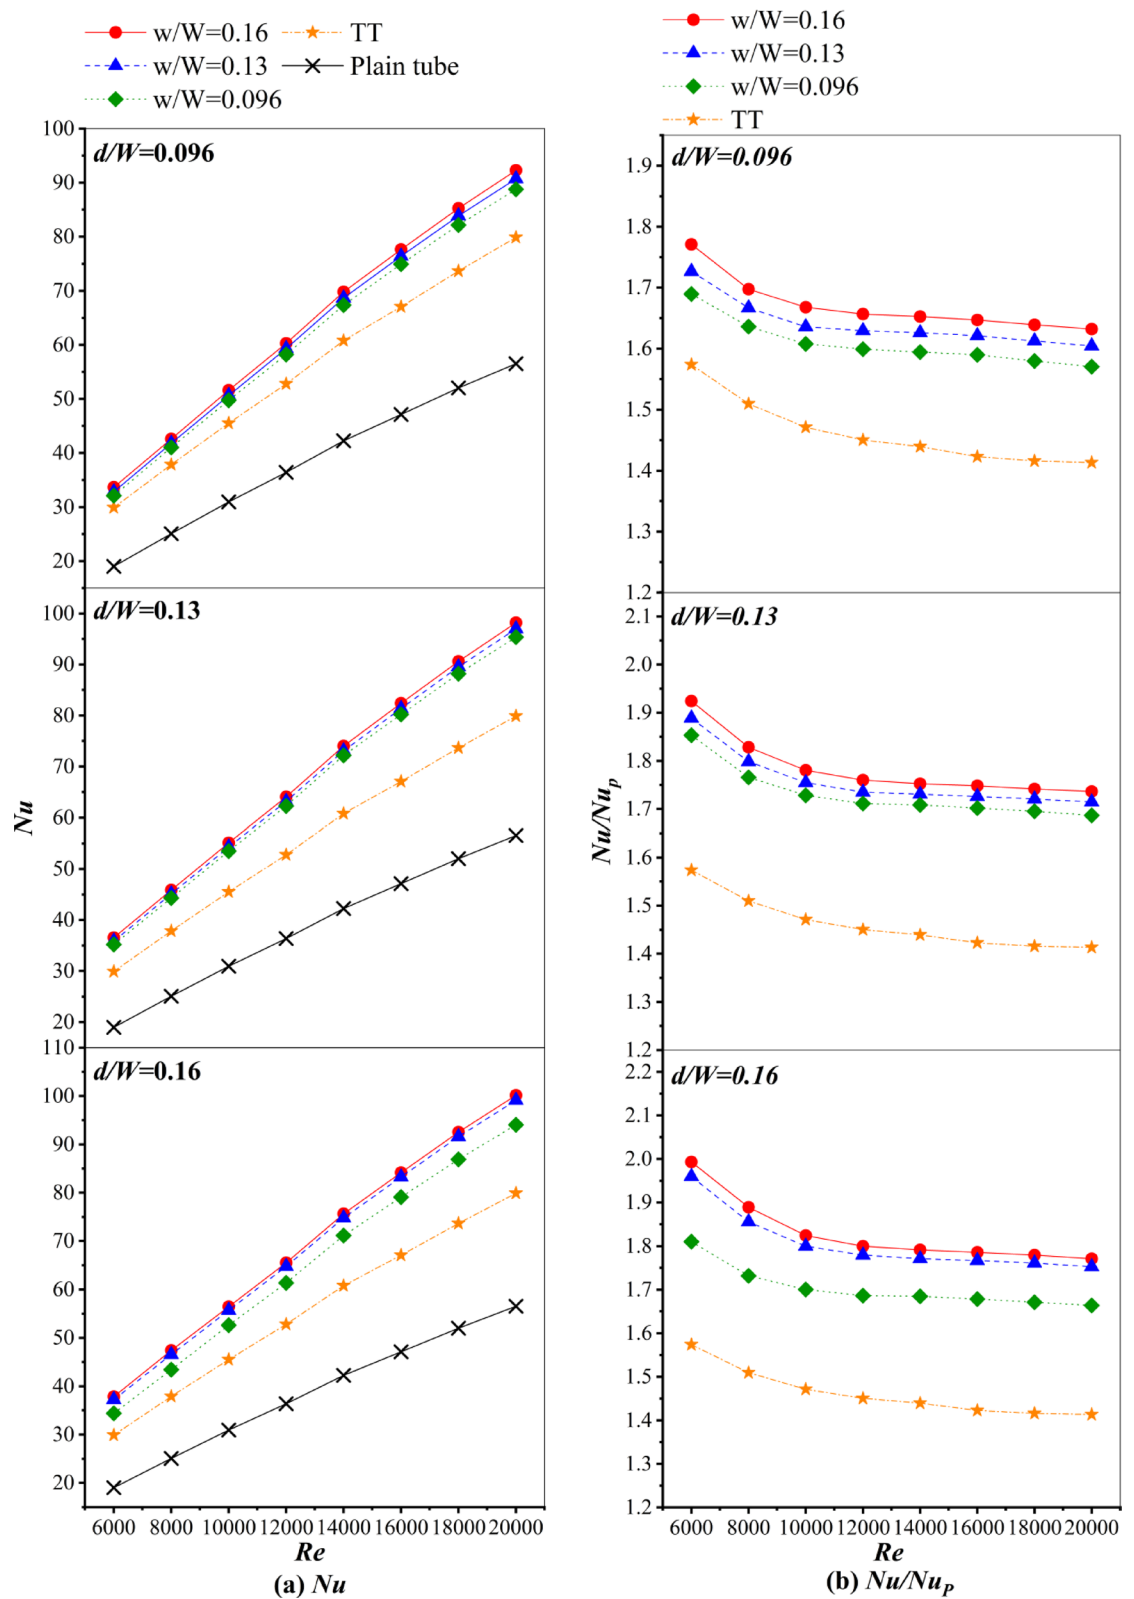 w/W=0.16 TT
w/W=0.13 Plain tube
w/W=0.096
100
d/W=0.096
90
80
70
60
50
40
30
20
d/W=0.13
100
90
80
70
60
50
40
30
20
110
d/W=0.16
100
90
80
70
60
50
40
30
20
Nu
6000 8000 10000 12000 14000 16000 18000 20000
Re
(a) Nu
w/W=0.16
w/W=0.13
w/W=0.096
TT
d/W=0.096
1.9
1.8
1.7
1.6
1.5
1.4
1.3
1.2
d/W=0.13
2.1
2.0
1.9
1.8
1.7
1.6
1.5
1.4
1.3
1.2
d/W=0.16
2.2
2.1
2.0
1.9
1.8
1.7
1.6
1.5
1.4
1.3
1.2
Nu/Nup
6000 8000 10000 12000 14000 16000 18000 20000
Re
(b) Nu/NuP